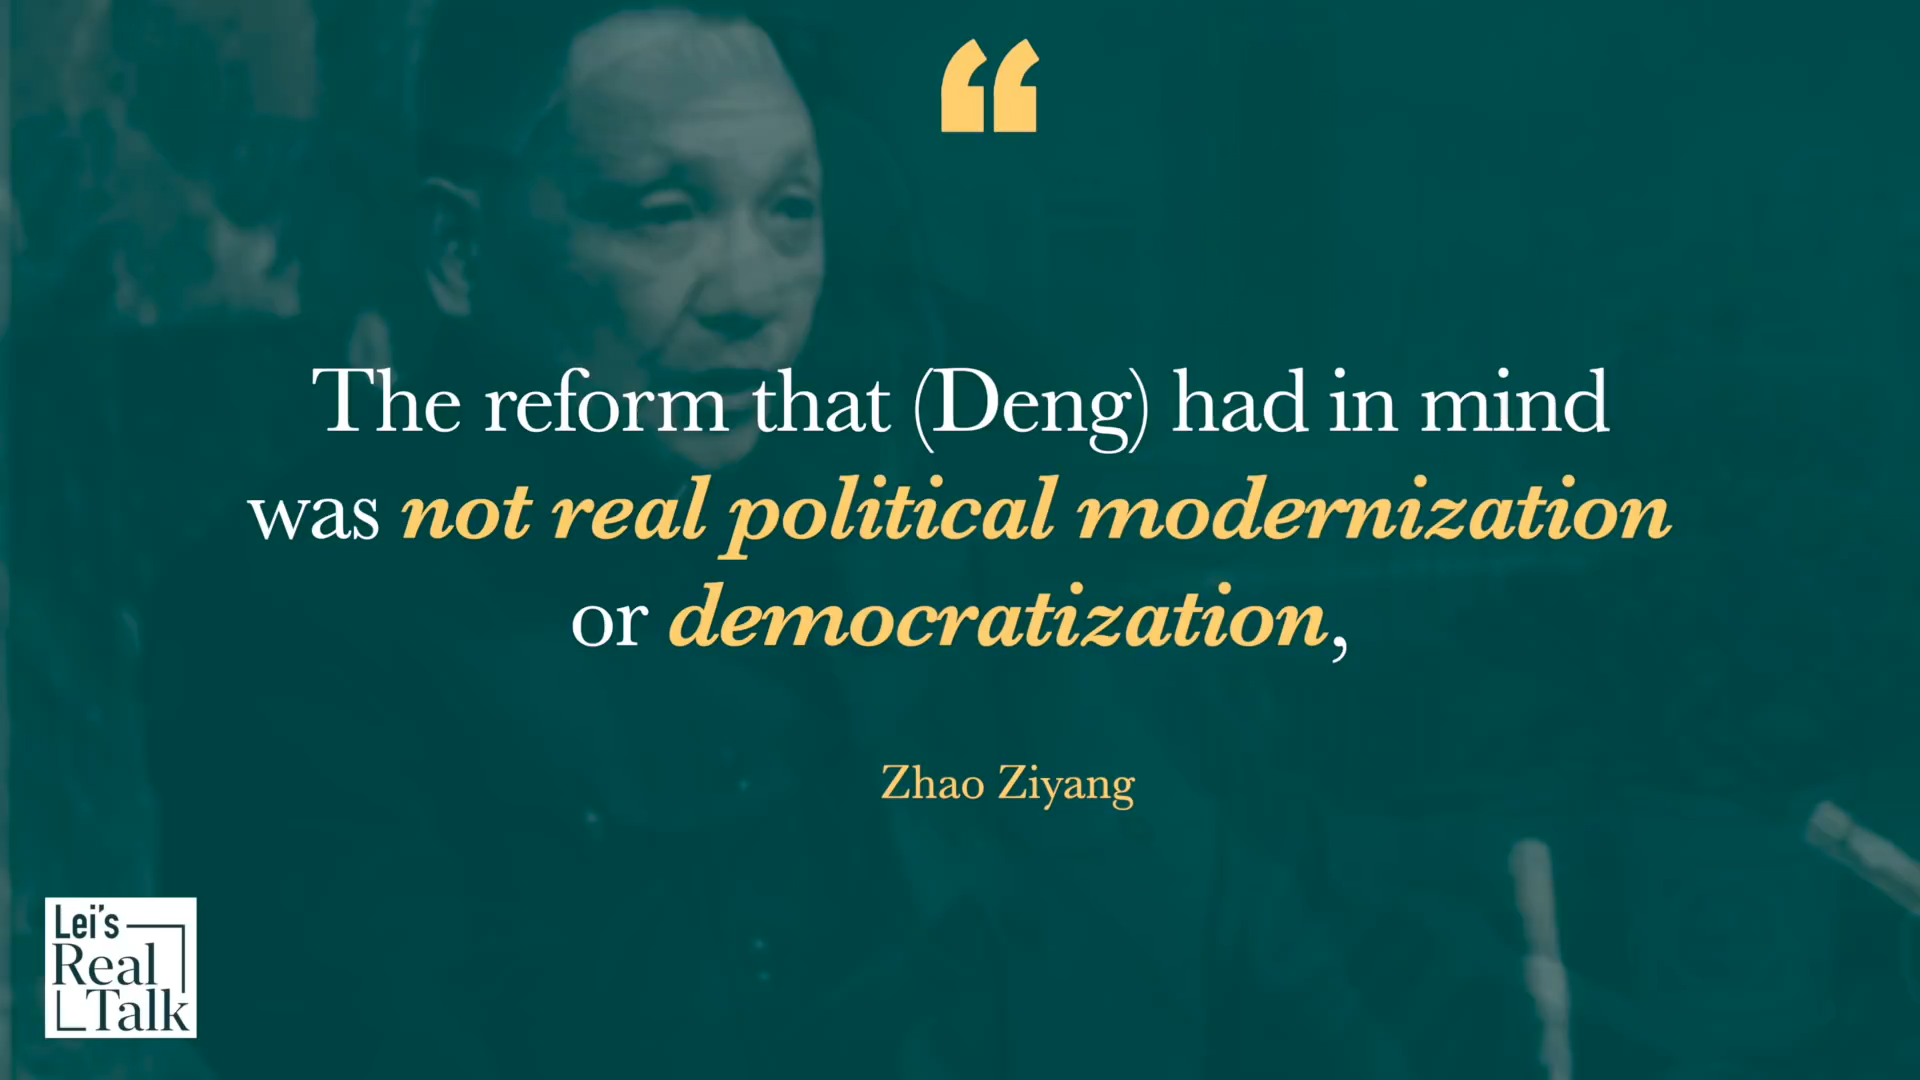 “
The reform that (Deng) had in mind
was not real political modernization
or democratization,
Zhao Ziyang
Lei's
Real
Talk